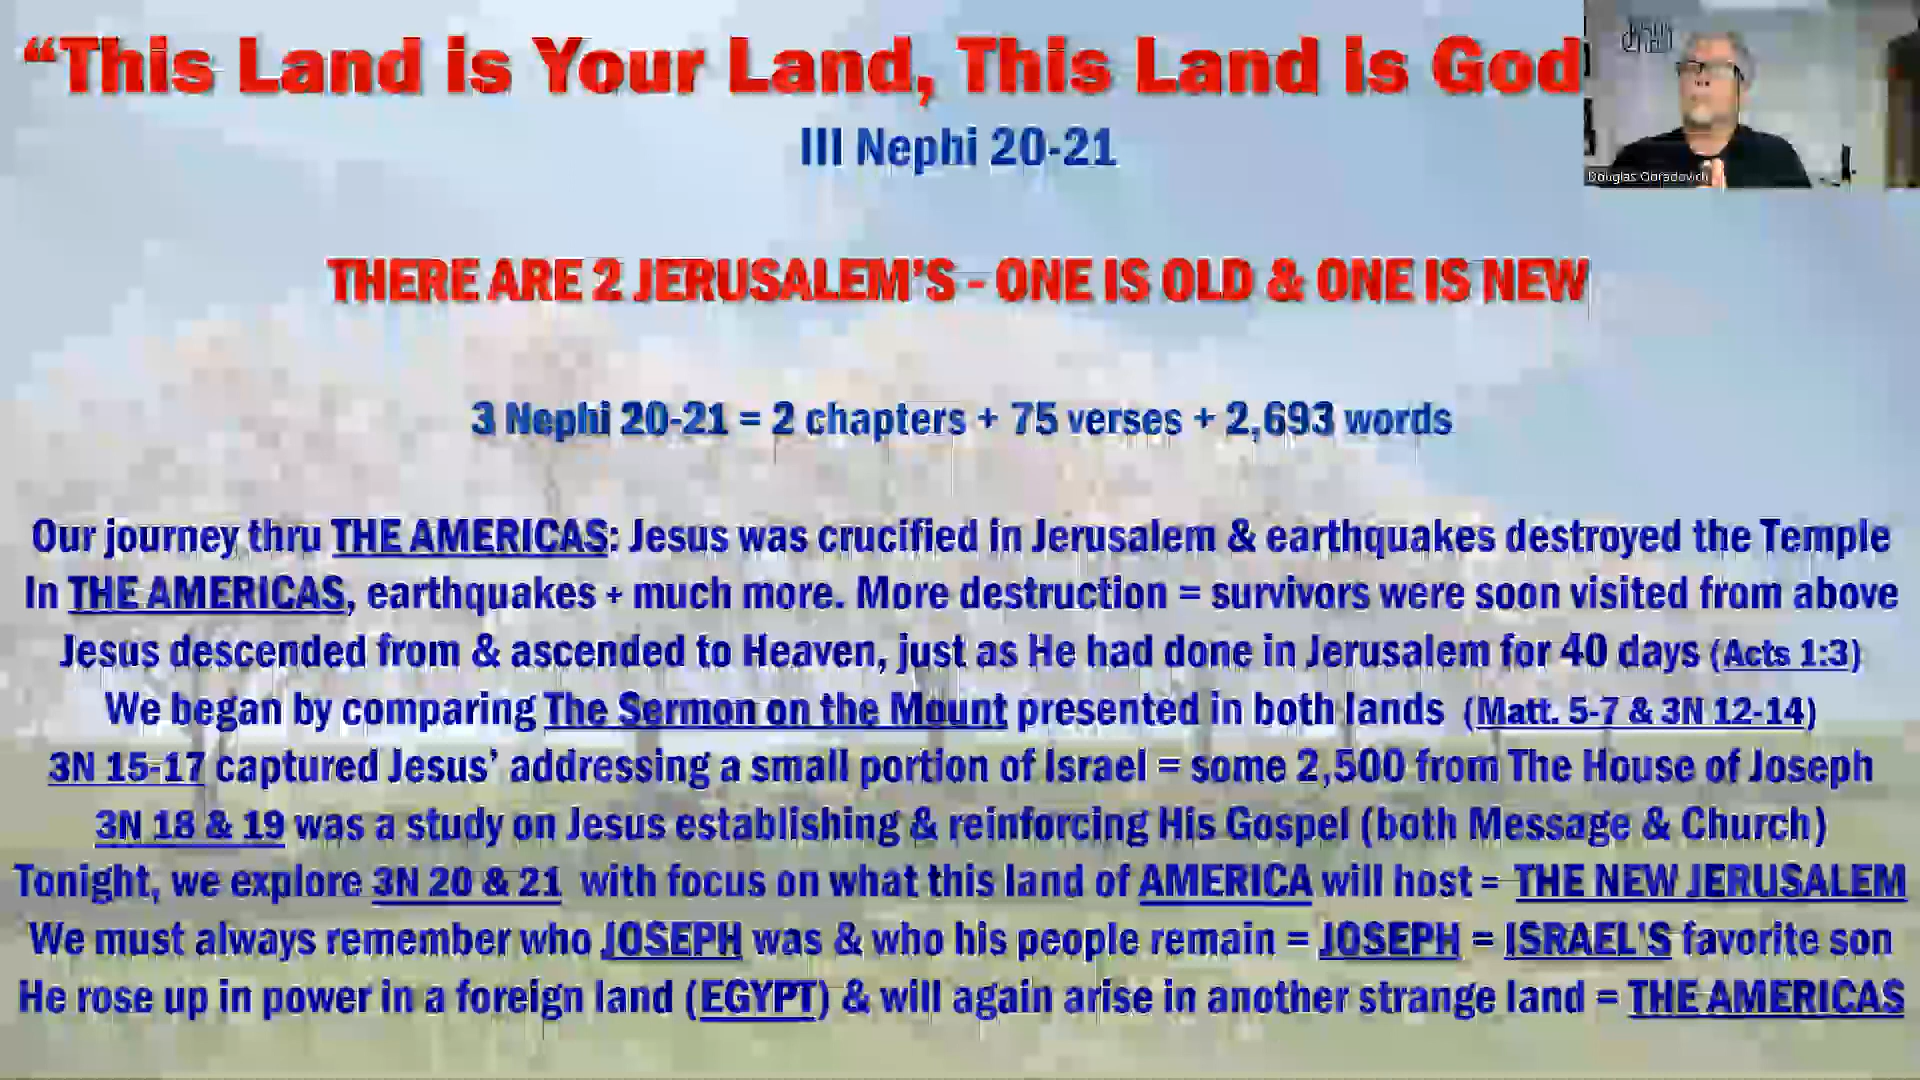 “This Land is Your Land, This Land is God
III Nephi 20-21
Douglas Obradovich
THERE ARE 2 JERUSALEM’S - ONE IS OLD & ONE IS NEW
3 Nephi 20-21 = 2 chapters + 75 verses + 2,693 words
Our journey thru THE AMERICAS: Jesus was crucified in Jerusalem & earthquakes destroyed the Temple
In THE AMERICAS, earthquakes + much more. More destruction = survivors were soon visited from above
Jesus descended from & ascended to Heaven, just as He had done in Jerusalem for 40 days (Acts 1:3)
We began by comparing The Sermon on the Mount presented in both lands (Matt. 5-7 & 3N 12-14)
3N 15-17 captured Jesus’ addressing a small portion of Israel = some 2,500 from The House of Joseph
3N 18 & 19 was a study on Jesus establishing & reinforcing His Gospel (both Message & Church)
Tonight, we explore 3N 20 & 21 with focus on what this land of AMERICA will host = THE NEW JERUSALEM
We must always remember who JOSEPH was & who his people remain = JOSEPH = ISRAEL'S favorite son
He rose up in power in a foreign land (EGYPT) & will again arise in another strange land = THE AMERICAS